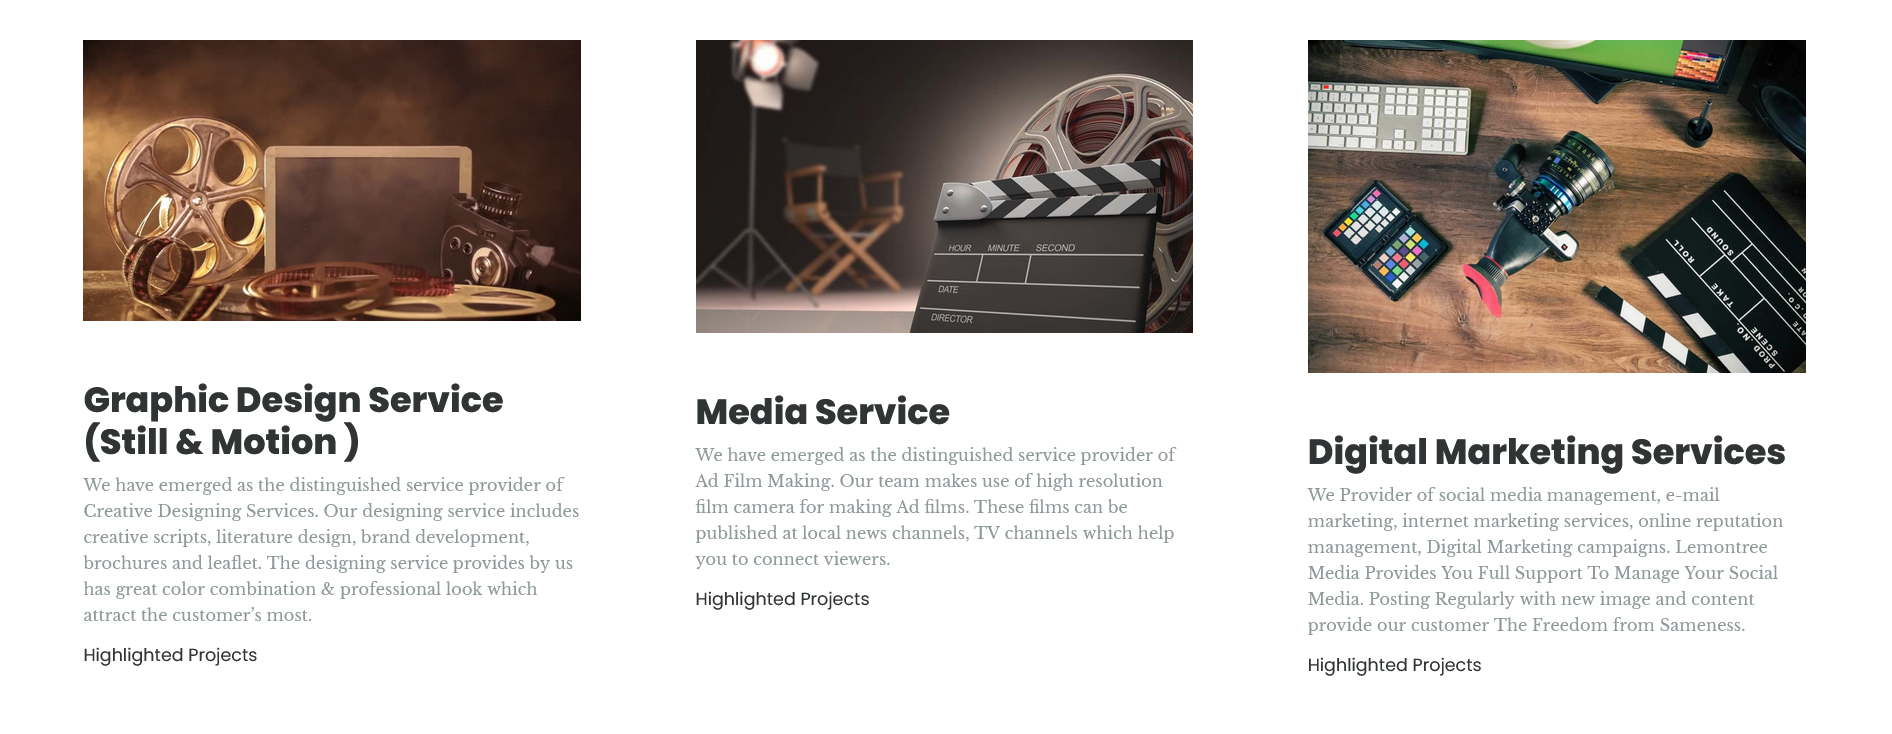 HOUR MINUTE SECOND
DATE
DIRECTOR
ROLL
SOUND
TAKE
PROD.NO.
SCENE
Graphic Design Service
(Still & Motion )
We have emerged as the distinguished service provider of
Creative Designing Services. Our designing service includes
creative scripts, literature design, brand development,
brochures and leaflet. The designing service provides by us
has great color combination & professional look which
attract the customer’s most.
Highlighted Projects
Media Service
We have emerged as the distinguished service provider of
Ad Film Making. Our team makes use of high resolution
film camera for making Ad films. These films can be
published at local news channels, TV channels which help
you to connect viewers.
Highlighted Projects
Digital Marketing Services
We Provider of social media management, e-mail
marketing, internet marketing services, online reputation
management, Digital Marketing campaigns. Lemontree
Media Provides You Full Support To Manage Your Social
Media. Posting Regularly with new image and content
provide our customer The Freedom from Sameness.
Highlighted Projects